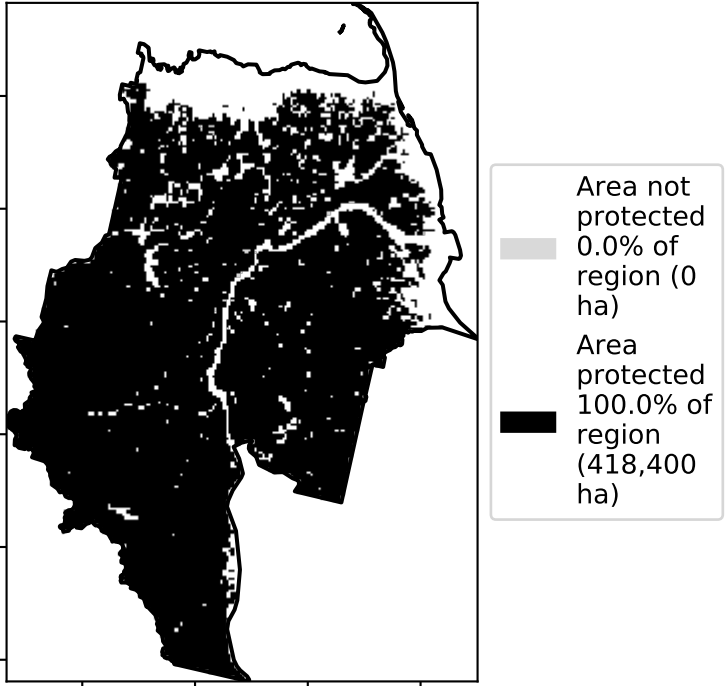 Area not
protected
0.0% of
region (0
ha)
Area
protected
100.0% of
region
(418,400
ha)